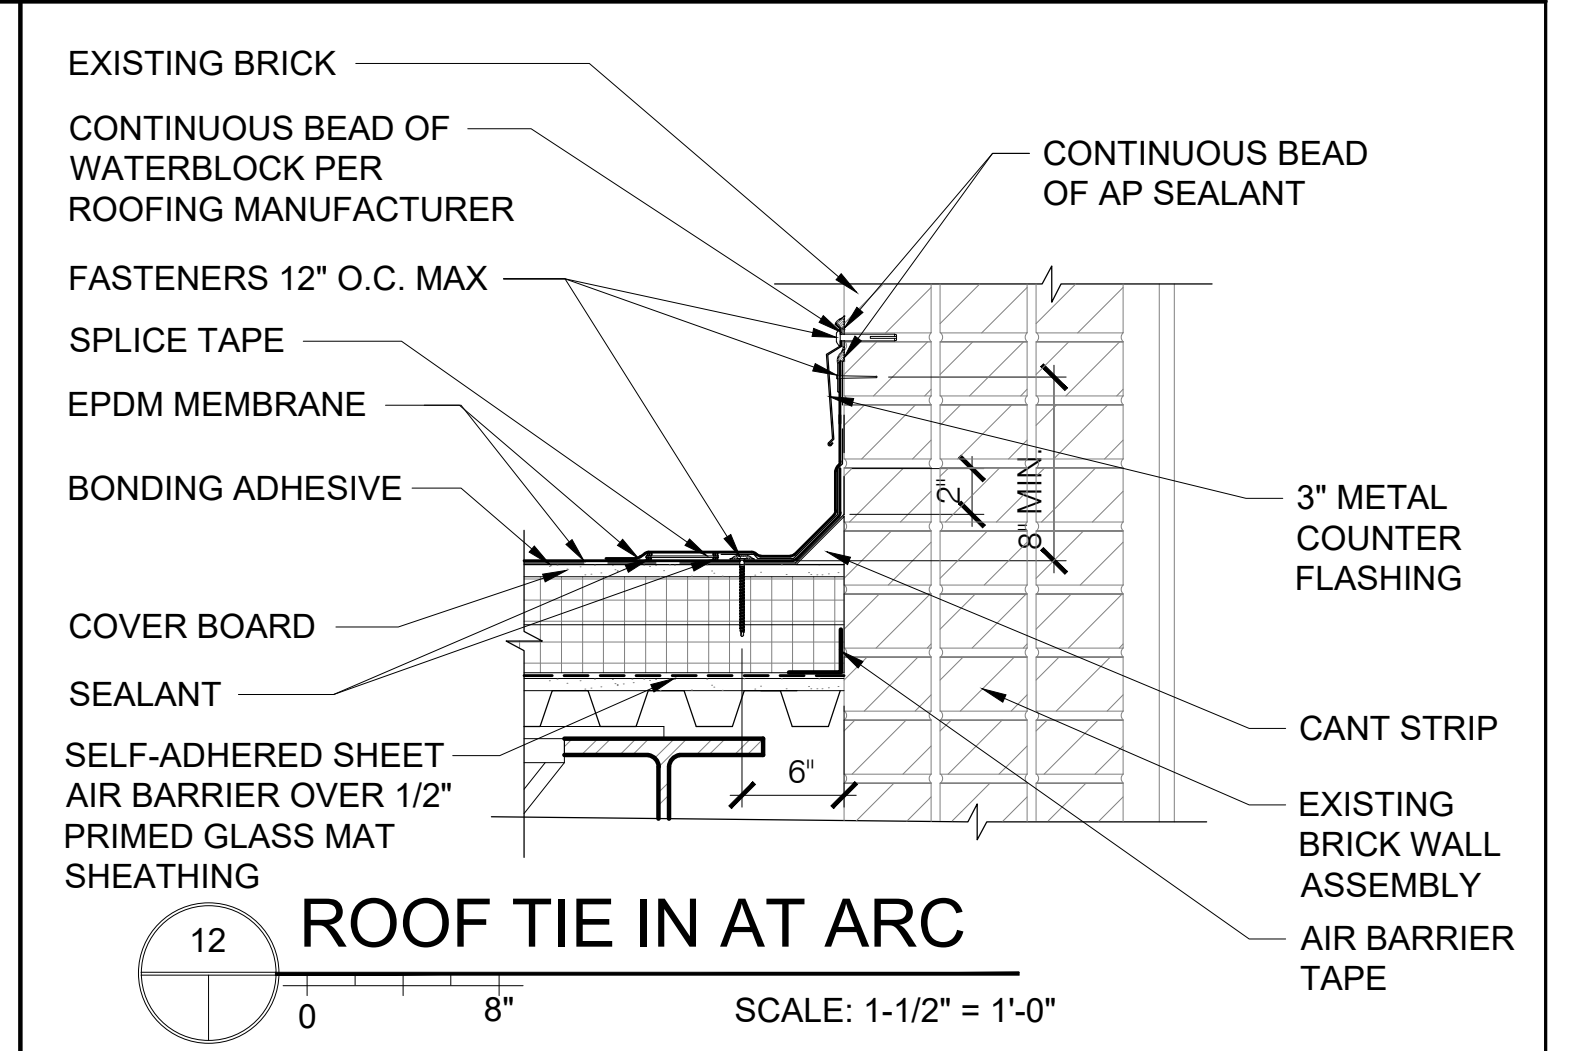 EXISTING BRICK
CONTINUOUS BEAD OF
WATERBLOCK PER
ROOFING MANUFACTURER
FASTENERS 12" O.C. MAX
SPLICE TAPE
EPDM MEMBRANE
BONDING ADHESIVE
COVER BOARD
SEALANT
SELF-ADHERED SHEET
AIR BARRIER OVER 1/2"
PRIMED GLASS MAT
SHEATHING
CONTINUOUS BEAD
OF AP SEALANT
2"
8" MIN.
6"
3" METAL
COUNTER
FLASHING
CANT STRIP
EXISTING
BRICK WALL
ASSEMBLY
AIR BARRIER
TAPE
12
ROOF TIE IN AT ARC
0
8"
SCALE: 1-1/2" = 1'-0"